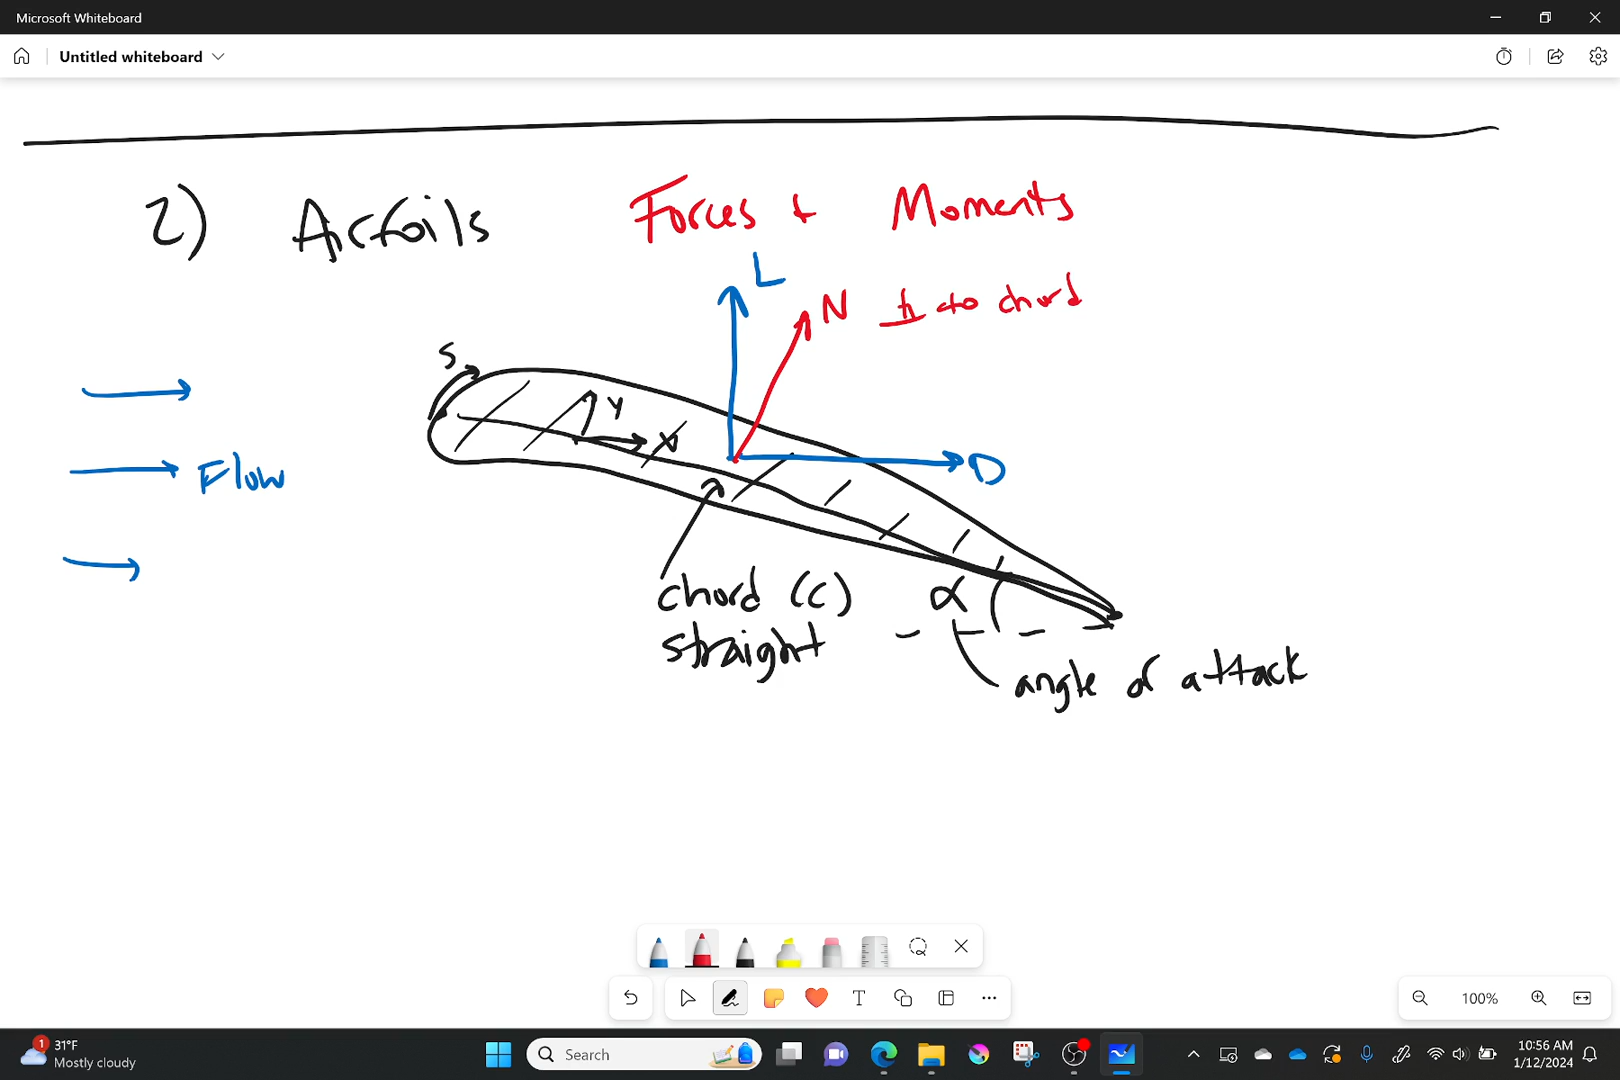 Microsoft Whiteboard
Untitled whiteboard
2) Airfoils Forces + Moments
L
N ⊥ to chord
S
Y
X
D
Flow
chord (c)
straight
α
angle of attack
100%
1
31°F
Mostly cloudy
Search
10:56 AM
1/12/2024